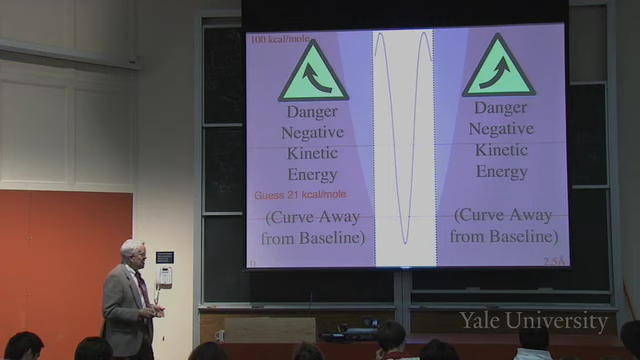 100 kcal/mole
Danger
Negative
Kinetic
Energy
Guess 21 kcal/mole
(Curve Away
from Baseline)
0
Danger
Negative
Kinetic
Energy
(Curve Away
from Baseline)
2.5Å
Yale University